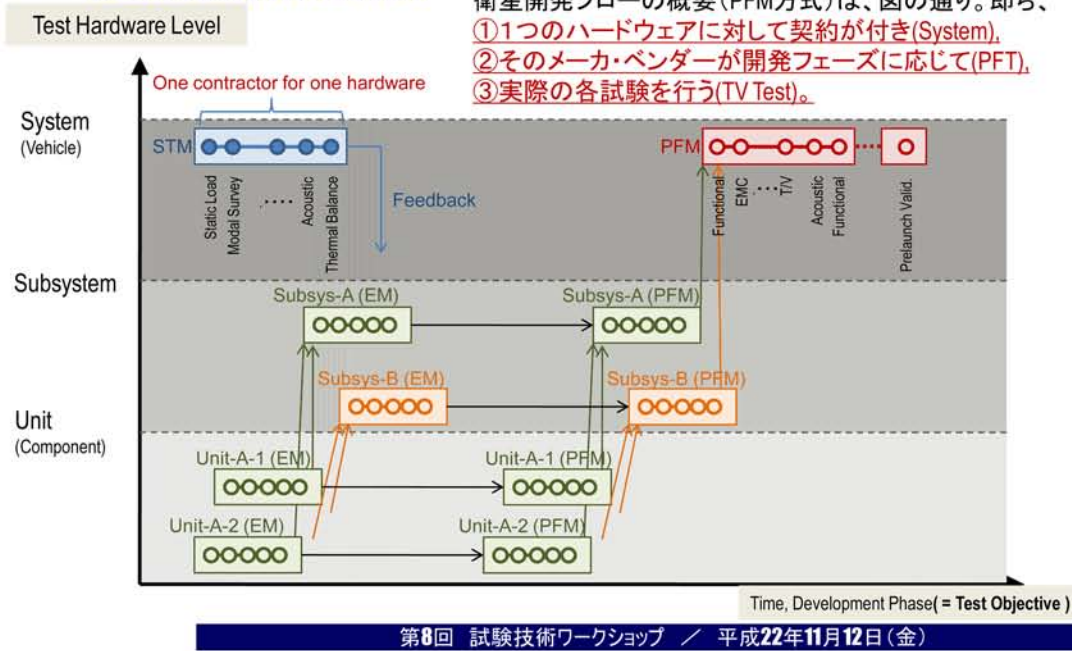 衛星開発フローの概要(PFM方式)は、図の通り。即ち、
Test Hardware Level
①1つのハードウェアに対して契約が付き(System),
②そのメーカ・ベンダーが開発フェーズに応じて(PFT),
③実際の各試験を行う(TV Test)。
One contractor for one hardware
System
(Vehicle)
STM
PFM
Static Load
Modal Survey
.....
Acoustic
Thermal Balance
Feedback
Functional
EMC
.....
T/V
Acoustic
Functional
Prelaunch Valid.
Subsystem
Subsys-A (EM)
Subsys-A (PFM)
Subsys-B (EM)
Subsys-B (PFM)
Unit
(Component)
Unit-A-1 (EM)
Unit-A-1 (PFM)
Unit-A-2 (EM)
Unit-A-2 (PFM)
Time, Development Phase( = Test Objective )
第8回 試験技術ワークショップ / 平成22年11月12日(金)